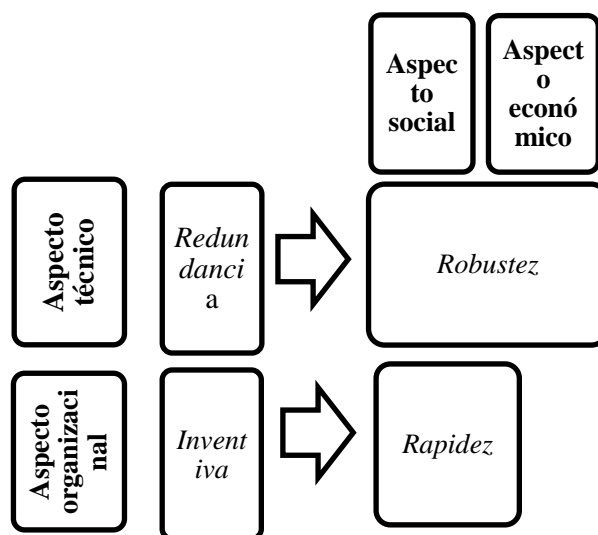 Aspec
to
social
Aspect
o
econó
mico
Aspecto
técnico
Redun
danci
a
Robustez
Aspecto
organizaci
nal
Invent
iva
Rapidez